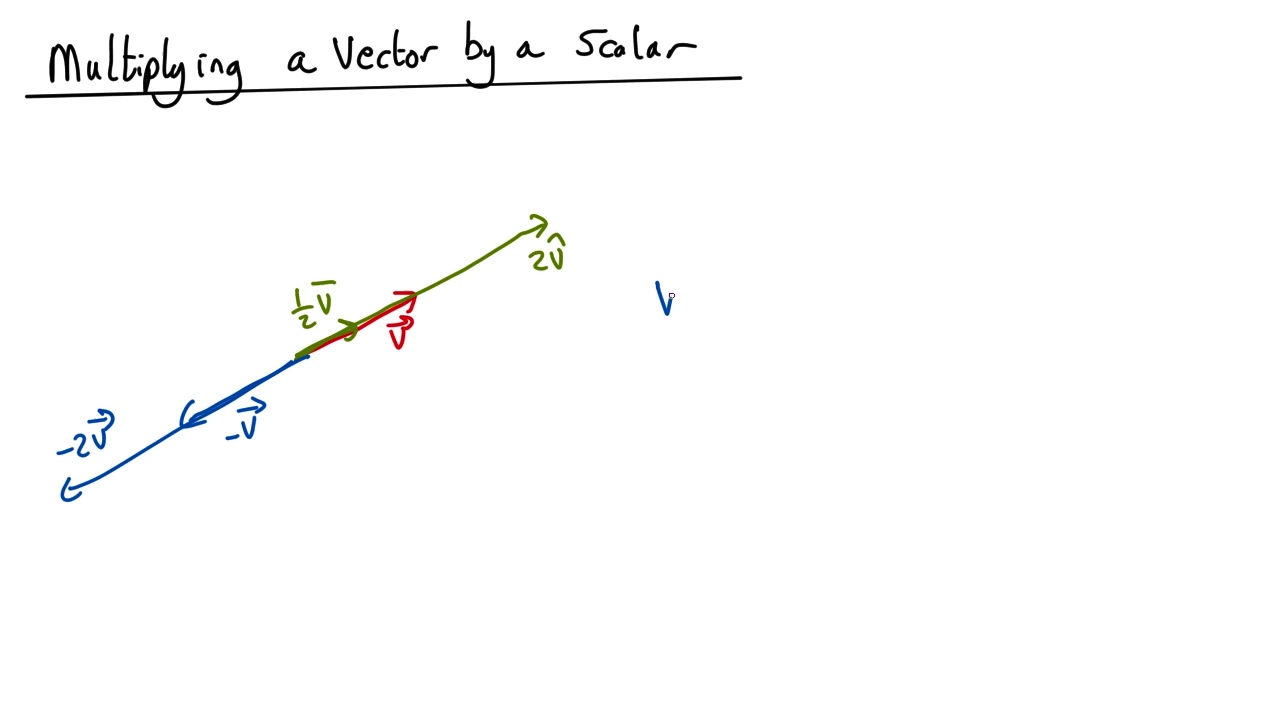 Multiplying a Vector by a Scalar
2v̂
½v̅
v⃗
V
-v⃗
-2v⃗